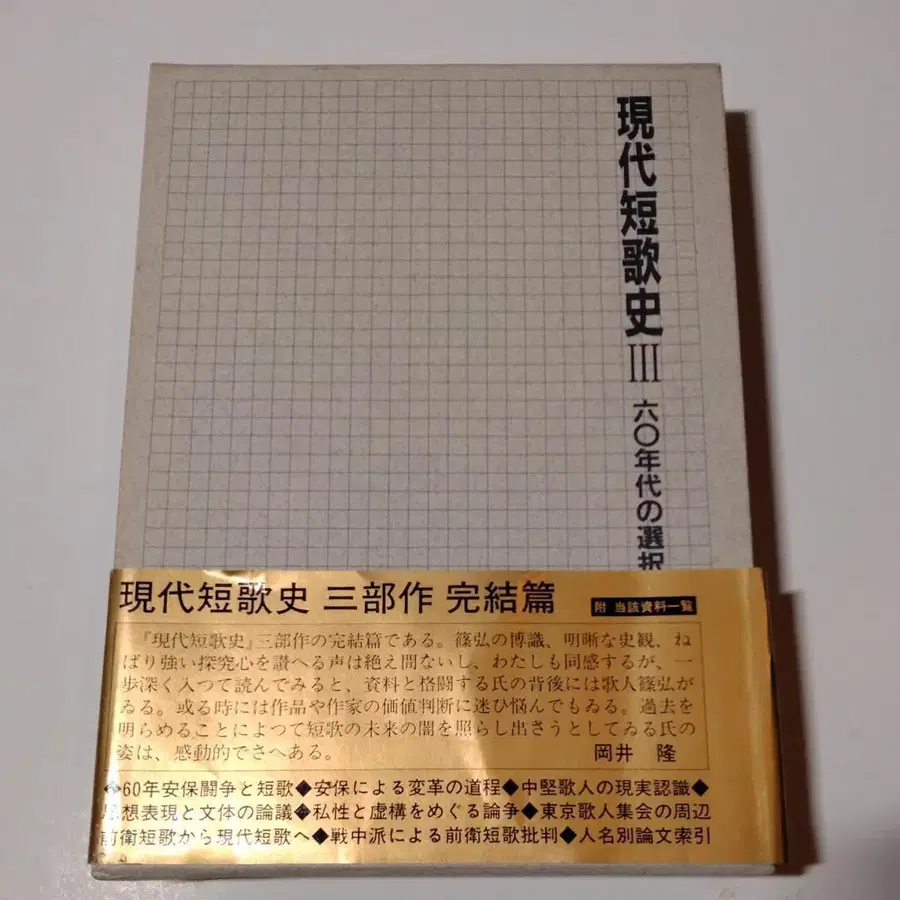 現代短歌史III 六〇年代の選択
現代短歌史 三部作 完結篇
附 当該資料一覧
『現代短歌史』三部作の完結篇である。篠弘の博識、明晰な史観、ね
ばり強い探究心を讃へる声は絶え間ないし、わたしも同感するが、一
歩深く入つて読んでみると、資料と格闘する氏の背後には歌人篠弘が
ゐる。或る時には作品や作家の価値判断に迷ひ悩んでもゐる。過去を
明らめることによつて短歌の未来の闇を照らし出さうとしてゐる氏の
姿は、感動的でさへある。
岡井 隆
◆60年安保闘争と短歌◆安保による変革の道程◆中堅歌人の現実認識◆
思想表現と文体の論議◆私性と虚構をめぐる論争◆東京歌人集会の周辺
前衛短歌から現代短歌へ◆戦中派による前衛短歌批判◆人名別論文索引